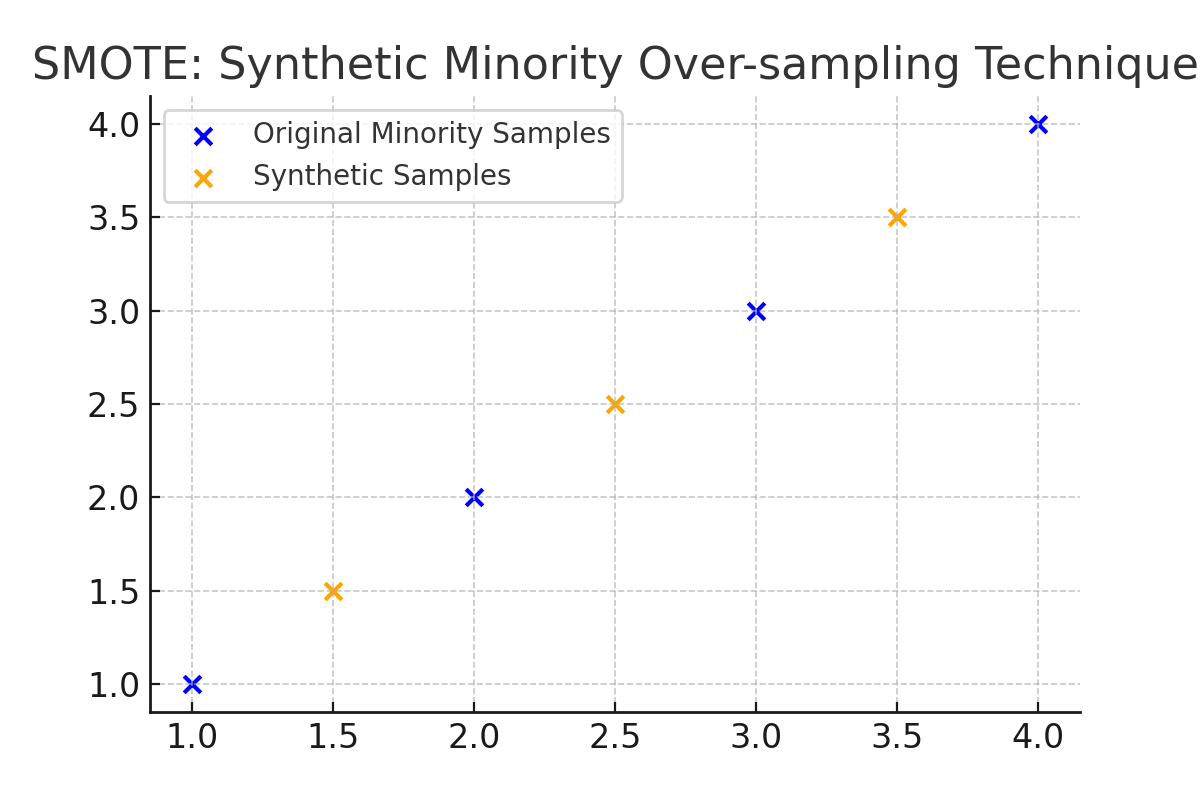 SMOTE: Synthetic Minority Over-sampling Technique
Original Minority Samples
Synthetic Samples
4.0
3.5
3.0
2.5
2.0
1.5
1.0
1.0 1.5 2.0 2.5 3.0 3.5 4.0